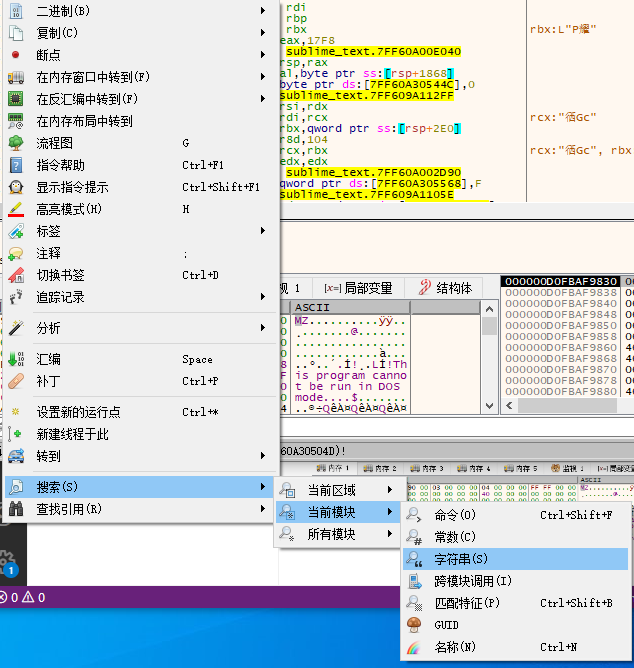 二进制(B)
复制(C)
断点
在内存窗口中转到(F)
在反汇编中转到(F)
在内存布局中转到
流程图 G
指令帮助 Ctrl+F1
显示指令提示 Ctrl+Shift+F1
高亮模式(H) H
标签
注释 ;
切换书签 Ctrl+D
追踪记录
分析
汇编 Space
补丁 Ctrl+P
设置新的运行点 Ctrl+*
新建线程于此
转到
搜索(S)
查找引用(R)
当前区域
当前模块
所有模块
命令(O) Ctrl+Shift+F
常数(C)
字符串(S)
跨模块调用(I)
匹配特征(P) Ctrl+Shift+B
GUID
名称(N) Ctrl+N
rdi
rbp
rbx rbx:L"P耀"
eax,17F8
sublime_text.7FF60A00E040
rsp,rax
al,byte ptr ss:[rsp+1868]
byte ptr ds:[7FF60A30544C],0
sublime_text.7FF609A112FF
rsi,rdx
rdi,rcx rcx:"佰Gc"
rbx,qword ptr ss:[rsp+2E0]
r8d,104
rcx,rbx rcx:"佰Gc", rbx
edx,edx
sublime_text.7FF60A002D90
qword ptr ds:[7FF60A305568],F
sublime_text.7FF609A1105E
视 1 [x=] 局部变量 结构体
ASCII
MZ..........ÿÿ..
........@.......
................
............à...
..º..´.Í!¸.LÍ!Th
is program canno
t be run in DOS
mode....$.......
000000D0FBAF9830
000000D0FBAF9838
000000D0FBAF9840
000000D0FBAF9848
000000D0FBAF9850
000000D0FBAF9858
000000D0FBAF9860
000000D0FBAF9868
000000D0FBAF9870
000000D0FBAF9878
000000D0FBAF9880
60A30504D)!
内存 1 内存 2 内存 3 内存 4 内存 5 监视 1 [x=] 局部变量
ASCII
1
0 0